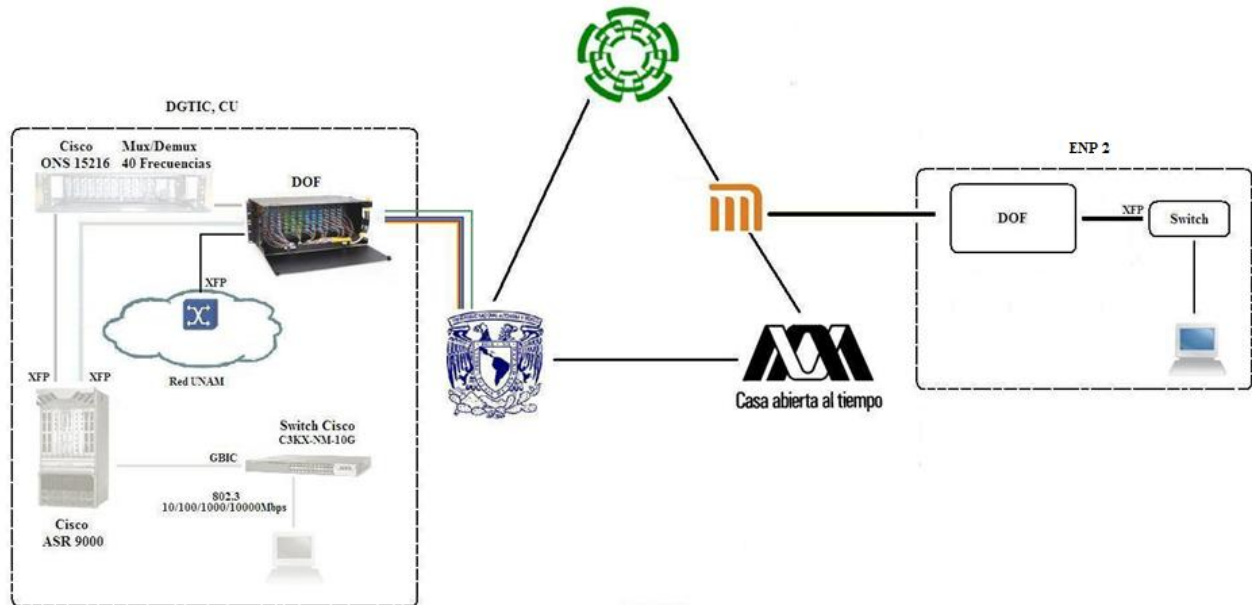 DGTIC, CU
Cisco Mux/Demux
ONS 15216 40 Frecuencias
DOF
XFP
Red UNAM
XFP XFP
Switch Cisco
C3KX-NM-10G
GBIC
802.3
10/100/1000/10000Mbps
Cisco
ASR 9000
Casa abierta al tiempo
ENP 2
DOF
XFP
Switch